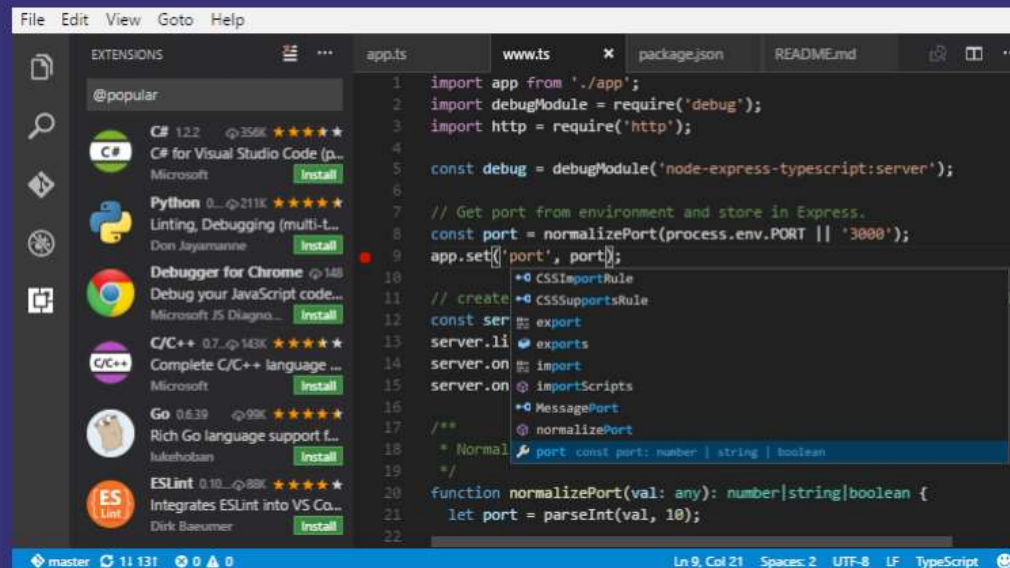 File Edit View Goto Help
EXTENSIONS
@popular
C# 1.2.2 356K
C# for Visual Studio Code (p...
Microsoft Install
Python 0.... 211K
Linting, Debugging (multi-t...
Don Jayamanne Install
Debugger for Chrome 148
Debug your JavaScript code...
Microsoft JS Diagno... Install
C/C++ 0.7... 143K
Complete C/C++ language ...
Microsoft Install
Go 0.6.39 99K
Rich Go language support f...
lukehoban Install
ESLint 0.10.... 88K
Integrates ESLint into VS Co...
Dirk Baeumer Install
C#
C/C++
ES
Lint
app.ts www.ts package.json README.md
1 import app from './app';
2 import debugModule = require('debug');
3 import http = require('http');
4
5 const debug = debugModule('node-express-typescript:server');
6
7 // Get port from environment and store in Express.
8 const port = normalizePort(process.env.PORT || '3000');
9 app.set('port', port);
10
11 // create
12 const ser
13 server.li
14 server.on
15 server.on
16
17 /**
18 * Normal
19 */
20 function normalizePort(val: any): number|string|boolean {
21 let port = parseInt(val, 10);
22
CSSImportRule
CSSSupportsRule
export
exports
import
importScripts
MessagePort
normalizePort
port const port: number | string | boolean
master 1↓ 13↑ 0 0 Ln 9, Col 21 Spaces: 2 UTF-8 LF TypeScript